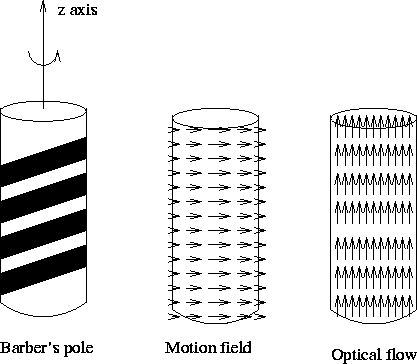 z axis
Barber's pole
Motion field
Optical flow